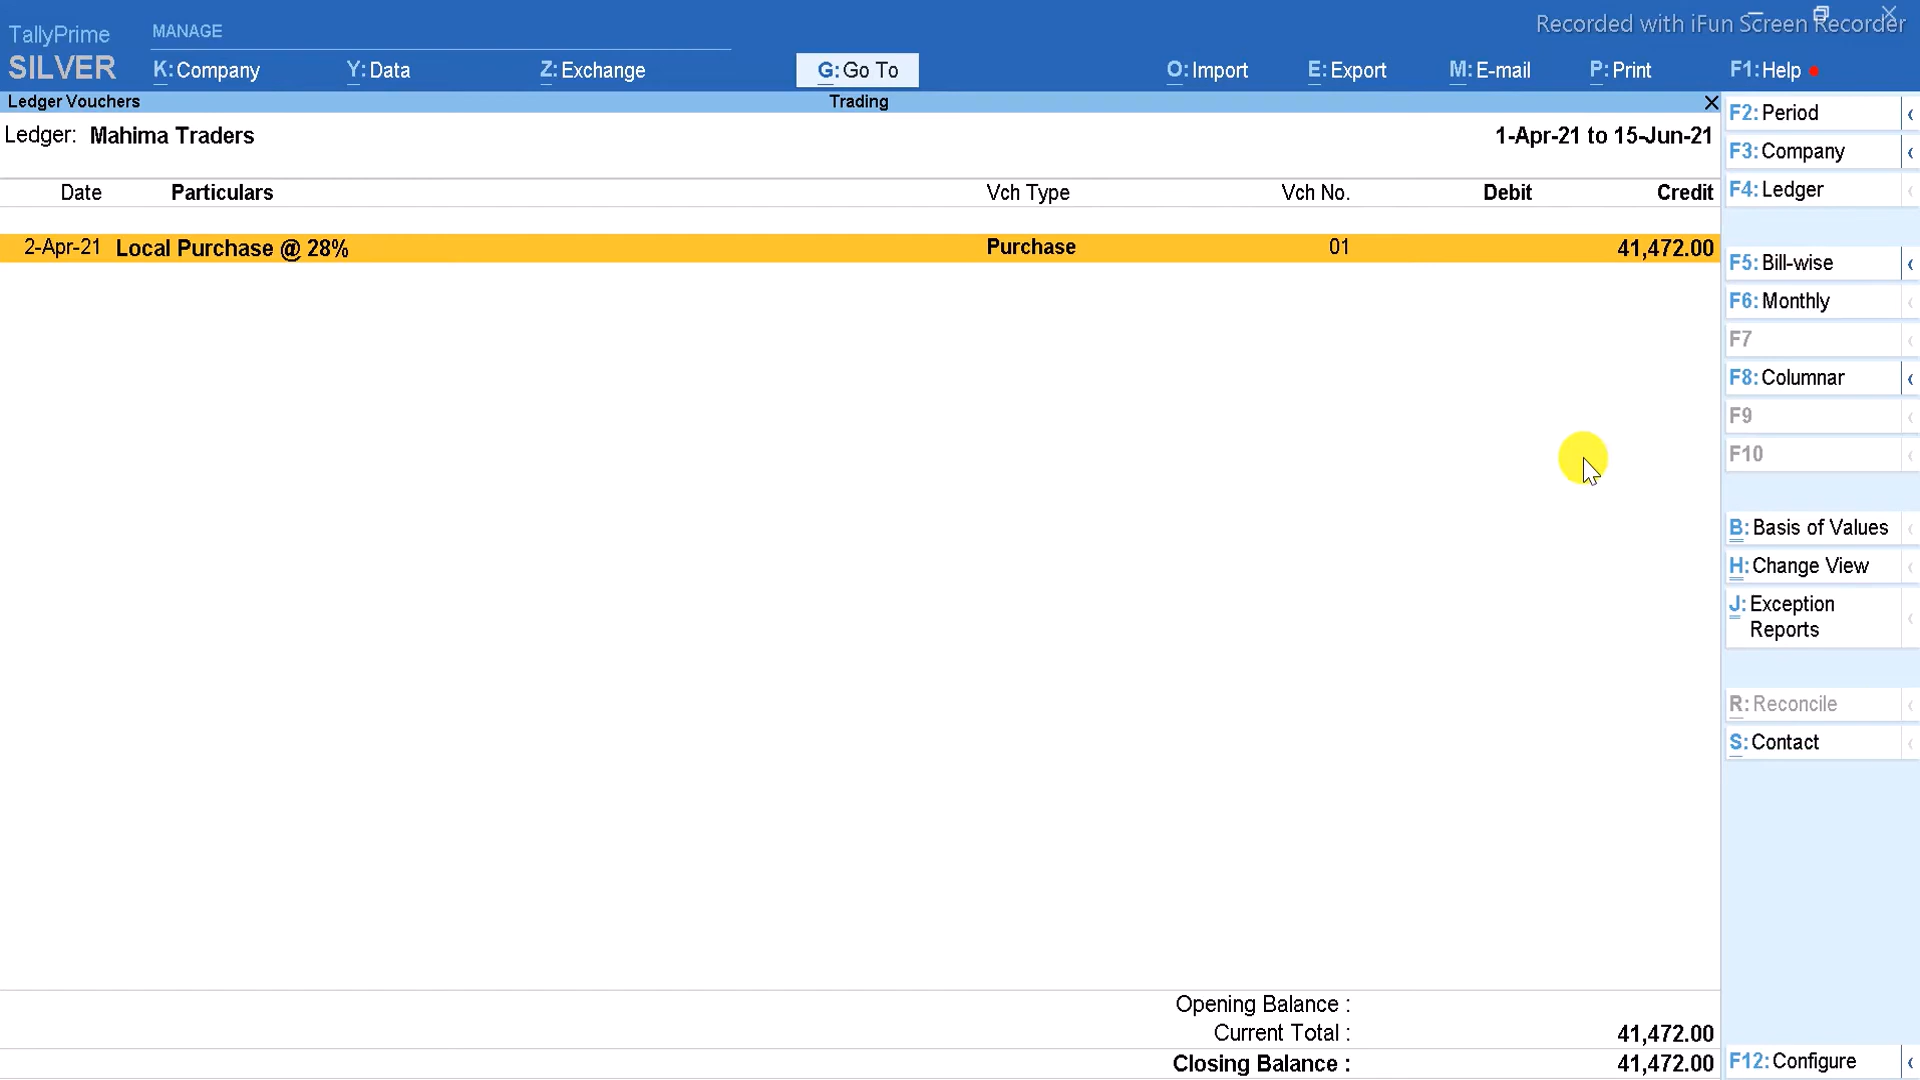 Recorded with iFun Screen Recorder
TallyPrime
SILVER
MANAGE
K: Company
Y: Data
Z: Exchange
G: Go To
O: Import
E: Export
M: E-mail
P: Print
F1: Help
Ledger Vouchers
Trading
Ledger: Mahima Traders
1-Apr-21 to 15-Jun-21
Date Particulars Vch Type Vch No. Debit Credit
2-Apr-21 Local Purchase @ 28% Purchase 01 41,472.00
Opening Balance :
Current Total : 41,472.00
Closing Balance : 41,472.00
F2: Period
F3: Company
F4: Ledger
F5: Bill-wise
F6: Monthly
F7
F8: Columnar
F9
F10
B: Basis of Values
H: Change View
J: Exception
Reports
R: Reconcile
S: Contact
F12: Configure